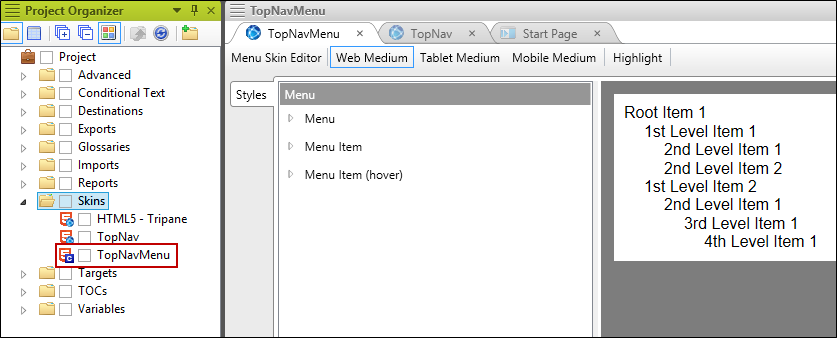 Project Organizer
Project
Advanced
Conditional Text
Destinations
Exports
Glossaries
Imports
Reports
Skins
HTML5 - Tripane
TopNav
TopNavMenu
Targets
TOCs
Variables
TopNavMenu
TopNavMenu TopNav Start Page
Menu Skin Editor Web Medium Tablet Medium Mobile Medium Highlight
Styles
Menu
Menu
Menu Item
Menu Item (hover)
Root Item 1
1st Level Item 1
2nd Level Item 1
2nd Level Item 2
1st Level Item 2
2nd Level Item 1
3rd Level Item 1
4th Level Item 1